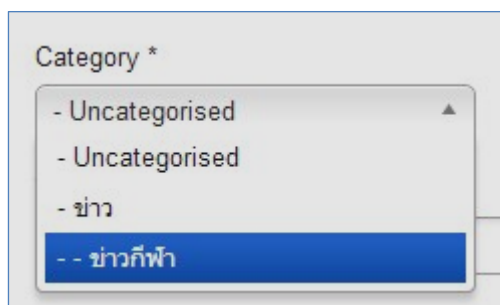 Category *
- Uncategorised
- Uncategorised
- ข่าว
- - ข่าวกีฬา